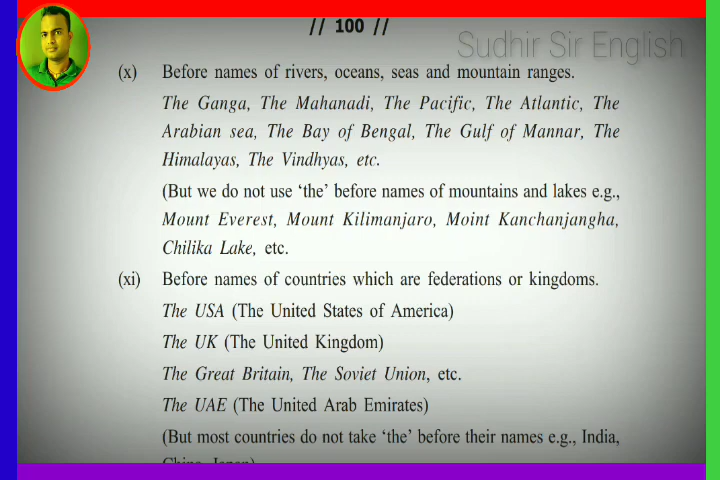 // 100 //
Sudhir Sir English
(x) Before names of rivers, oceans, seas and mountain ranges.
The Ganga, The Mahanadi, The Pacific, The Atlantic, The
Arabian sea, The Bay of Bengal, The Gulf of Mannar, The
Himalayas, The Vindhyas, etc.
(But we do not use ‘the’ before names of mountains and lakes e.g.,
Mount Everest, Mount Kilimanjaro, Moint Kanchanjangha,
Chilika Lake, etc.
(xi) Before names of countries which are federations or kingdoms.
The USA (The United States of America)
The UK (The United Kingdom)
The Great Britain, The Soviet Union, etc.
The UAE (The United Arab Emirates)
(But most countries do not take ‘the’ before their names e.g., India,
China, Japan)